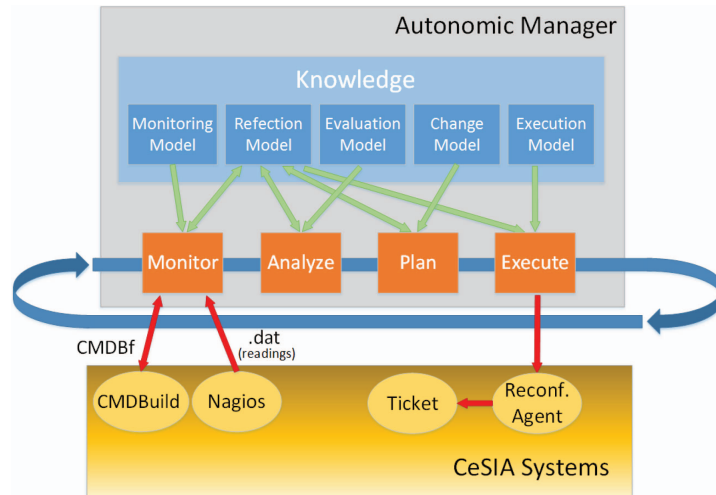 Autonomic Manager
Knowledge
Monitoring
Model
Refection
Model
Evaluation
Model
Change
Model
Execution
Model
Monitor
Analyze
Plan
Execute
CMDBf
.dat
(readings)
CMDBuild
Nagios
Ticket
Reconf.
Agent
CeSIA Systems